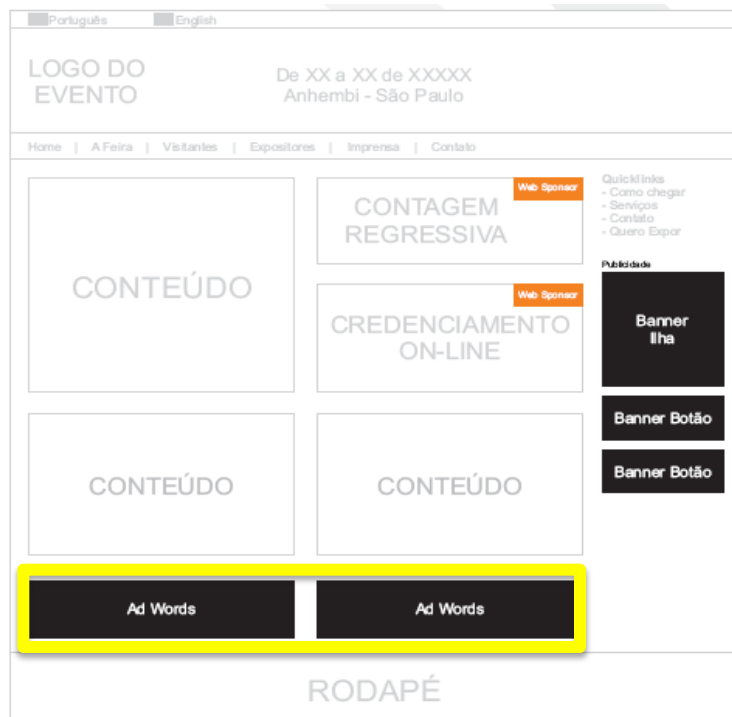 Português English
LOGO DO
EVENTO
De XX a XX de XXXXX
Anhembi - São Paulo
Home | A Feira | Visitantes | Expositores | Imprensa | Contato
CONTEÚDO
Web Sponsor
CONTAGEM
REGRESSIVA
Web Sponsor
CREDENCIAMENTO
ON-LINE
Quicklinks
- Como chegar
- Serviços
- Contato
- Quero Expor
Publicidade
Banner
Ilha
Banner Botão
Banner Botão
CONTEÚDO
CONTEÚDO
Ad Words
Ad Words
RODAPÉ